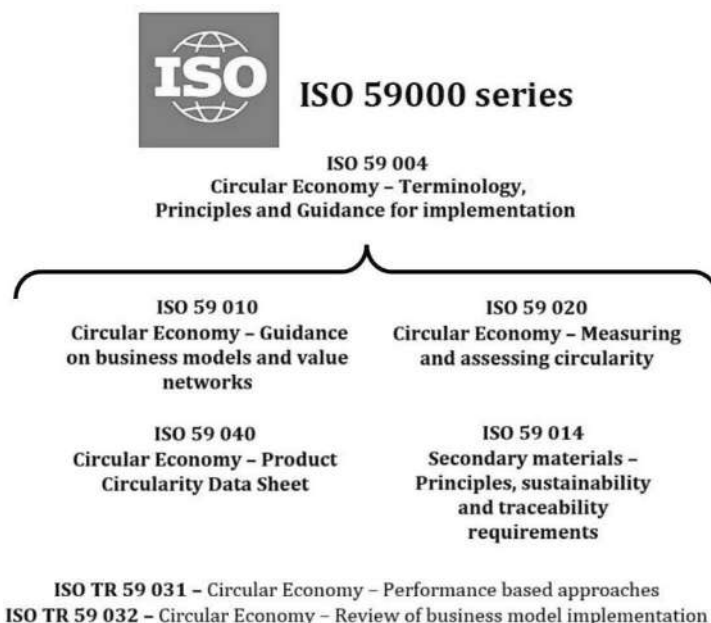 ISO
ISO 59000 series
ISO 59 004
Circular Economy – Terminology,
Principles and Guidance for implementation
ISO 59 010
Circular Economy – Guidance
on business models and value
networks
ISO 59 020
Circular Economy – Measuring
and assessing circularity
ISO 59 040
Circular Economy – Product
Circularity Data Sheet
ISO 59 014
Secondary materials –
Principles, sustainability
and traceability
requirements
ISO TR 59 031 – Circular Economy – Performance based approaches
ISO TR 59 032 – Circular Economy – Review of business model implementation